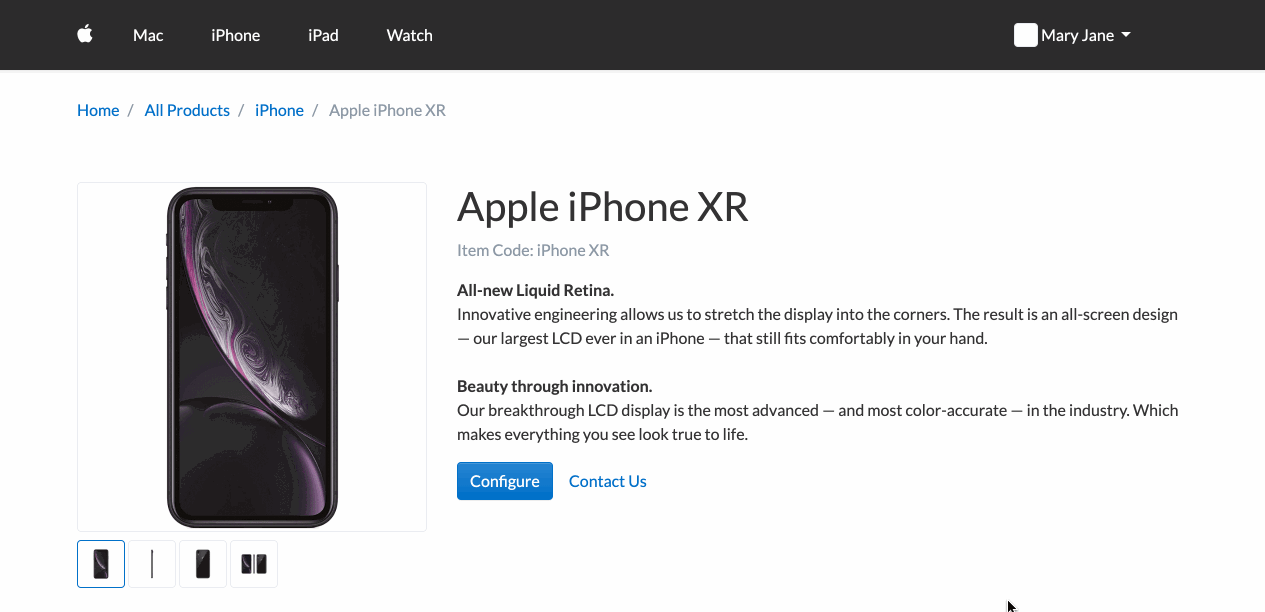 Mac iPhone iPad Watch Mary Jane
Home / All Products / iPhone / Apple iPhone XR
Apple iPhone XR
Item Code: iPhone XR
All-new Liquid Retina.
Innovative engineering allows us to stretch the display into the corners. The result is an all-screen design
— our largest LCD ever in an iPhone — that still fits comfortably in your hand.
Beauty through innovation.
Our breakthrough LCD display is the most advanced — and most color-accurate — in the industry. Which
makes everything you see look true to life.
Configure Contact Us